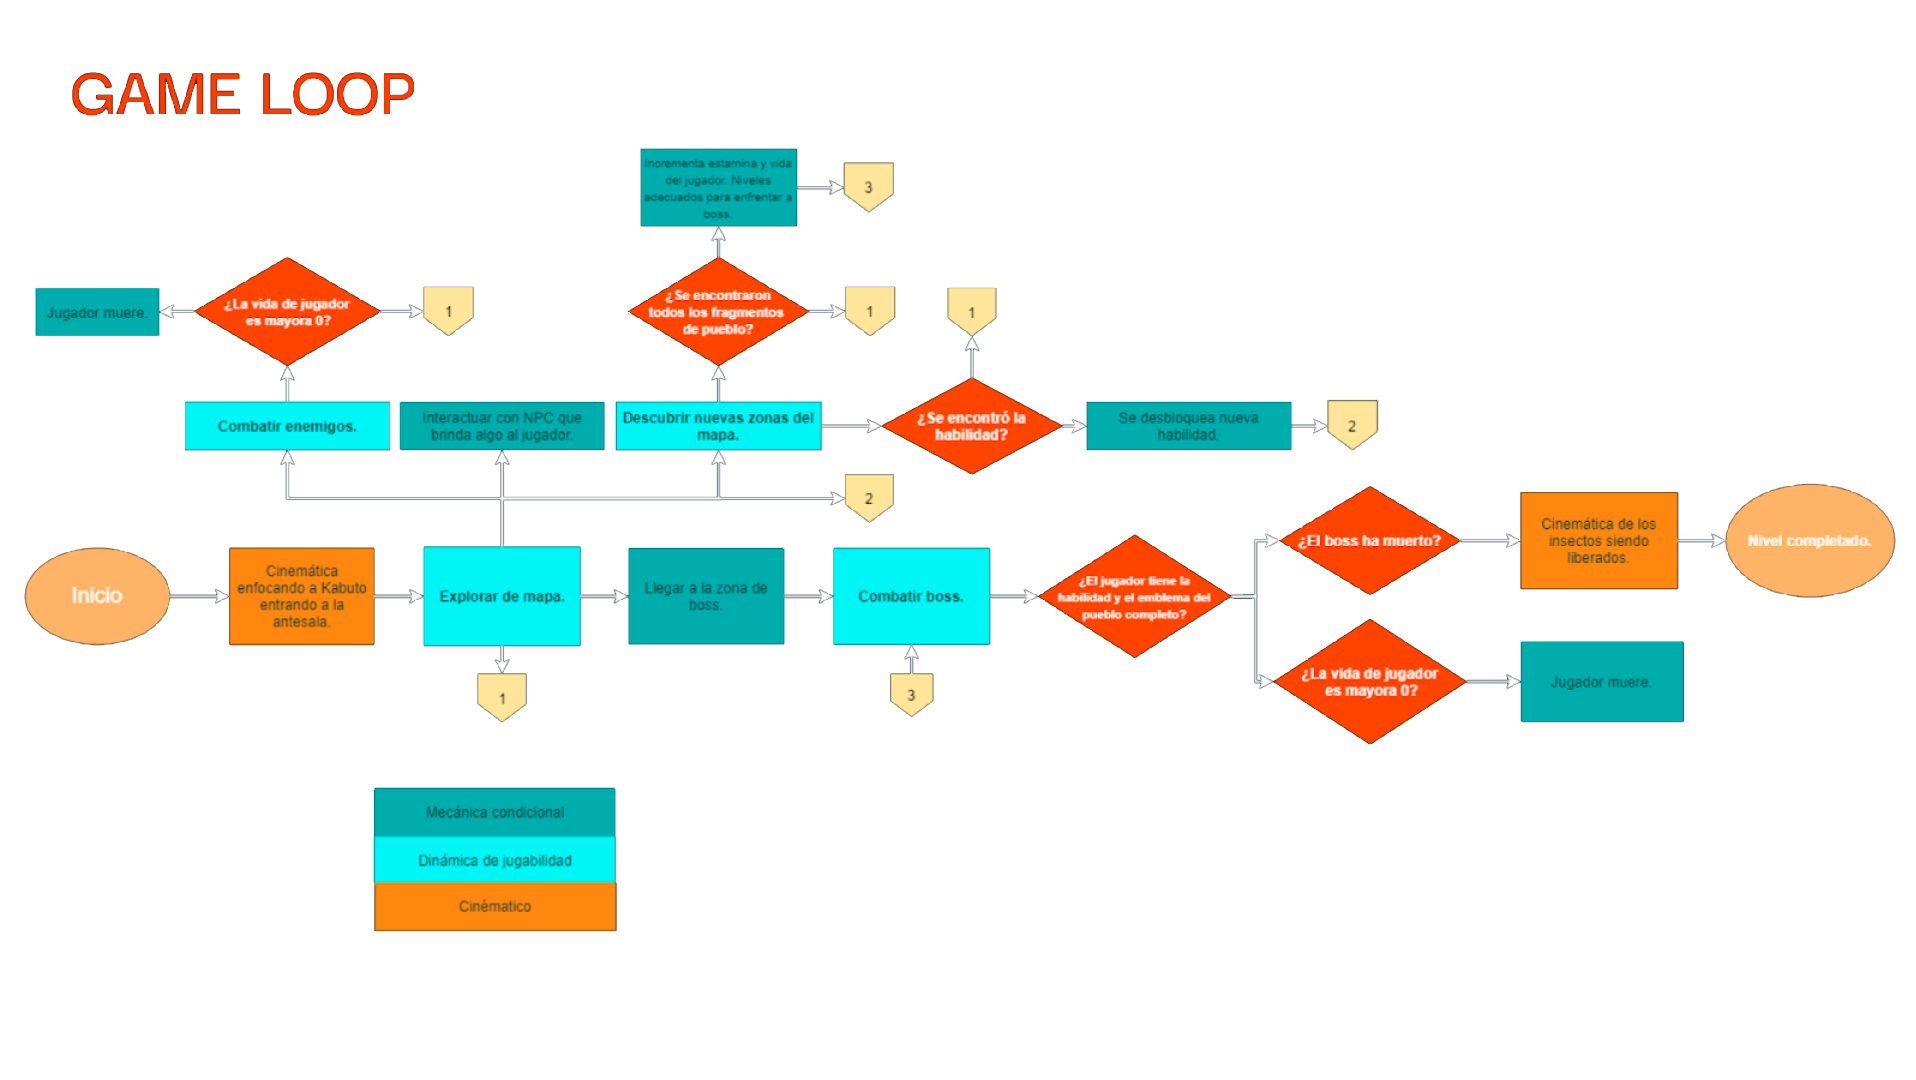 GAME LOOP
Incrementa estamina y vida
del jugador. Niveles
adecuados para enfrentar a
boss.
3
Jugador muere.
¿La vida de jugador
es mayora 0?
1
¿Se encontraron
todos los fragmentos
de pueblo?
1
1
Combatir enemigos.
Interactuar con NPC que
brinda algo al jugador.
Descubrir nuevas zonas del
mapa.
¿Se encontró la
habilidad?
Se desbloquea nueva
habilidad.
2
2
Inicio
Cinemática
enfocando a Kabuto
entrando a la
antesala.
Explorar de mapa.
Llegar a la zona de
boss.
Combatir boss.
¿El jugador tiene la
habilidad y el emblema del
pueblo completo?
¿El boss ha muerto?
Cinemática de los
insectos siendo
liberados.
Nivel completado.
1
3
¿La vida de jugador
es mayora 0?
Jugador muere.
Mecánica condicional
Dinámica de jugabilidad
Cinématico